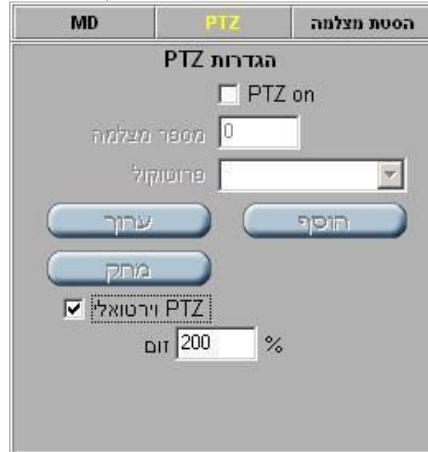 MD PTZ הסטת מצלמה
הגדרות PTZ
PTZ on
מספר מצלמה 0
פרוטוקול
ערוך הוסף
מחק
PTZ וירטואלי
זום 200 %